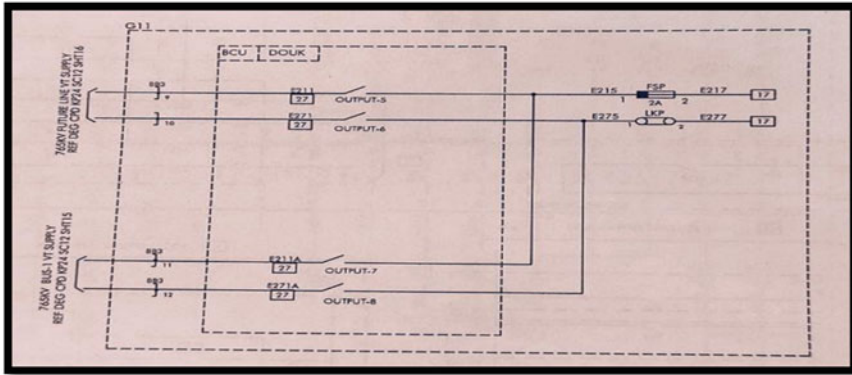 G11
BCU DOUK
765KV FUTURE LINE VT SUPPLY
REF DEG CPD KP24 SC12 SHT16
9
E211
27
OUTPUT-5
E215
1
FSP
2A
2
E217
17
10
E271
27
OUTPUT-6
E275
1
LKP
2
E277
17
765KV BUS-1 VT SUPPLY
REF DEG CPD KP24 SC12 SHT15
11
E211A
27
OUTPUT-7
12
E271A
27
OUTPUT-8